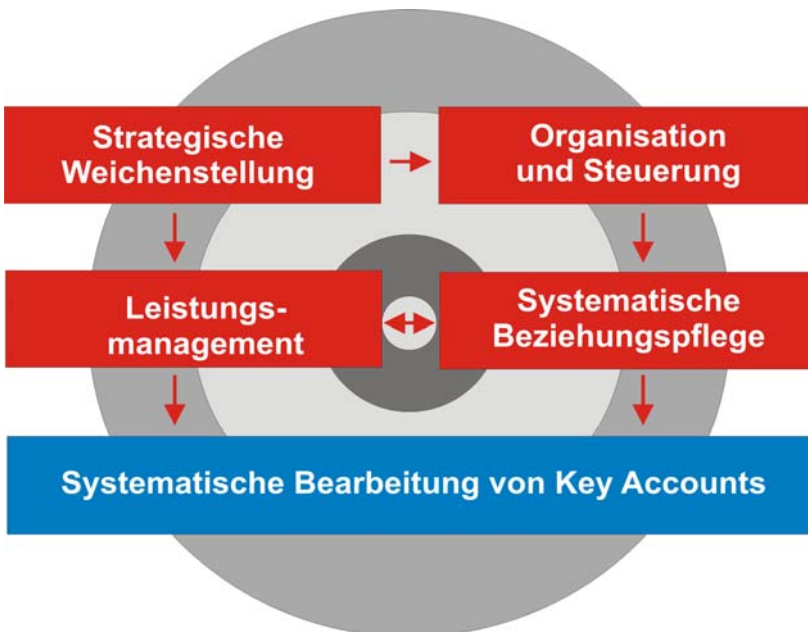 Strategische
Weichenstellung
Organisation
und Steuerung
Leistungs-
management
Systematische
Beziehungspflege
Systematische Bearbeitung von Key Accounts